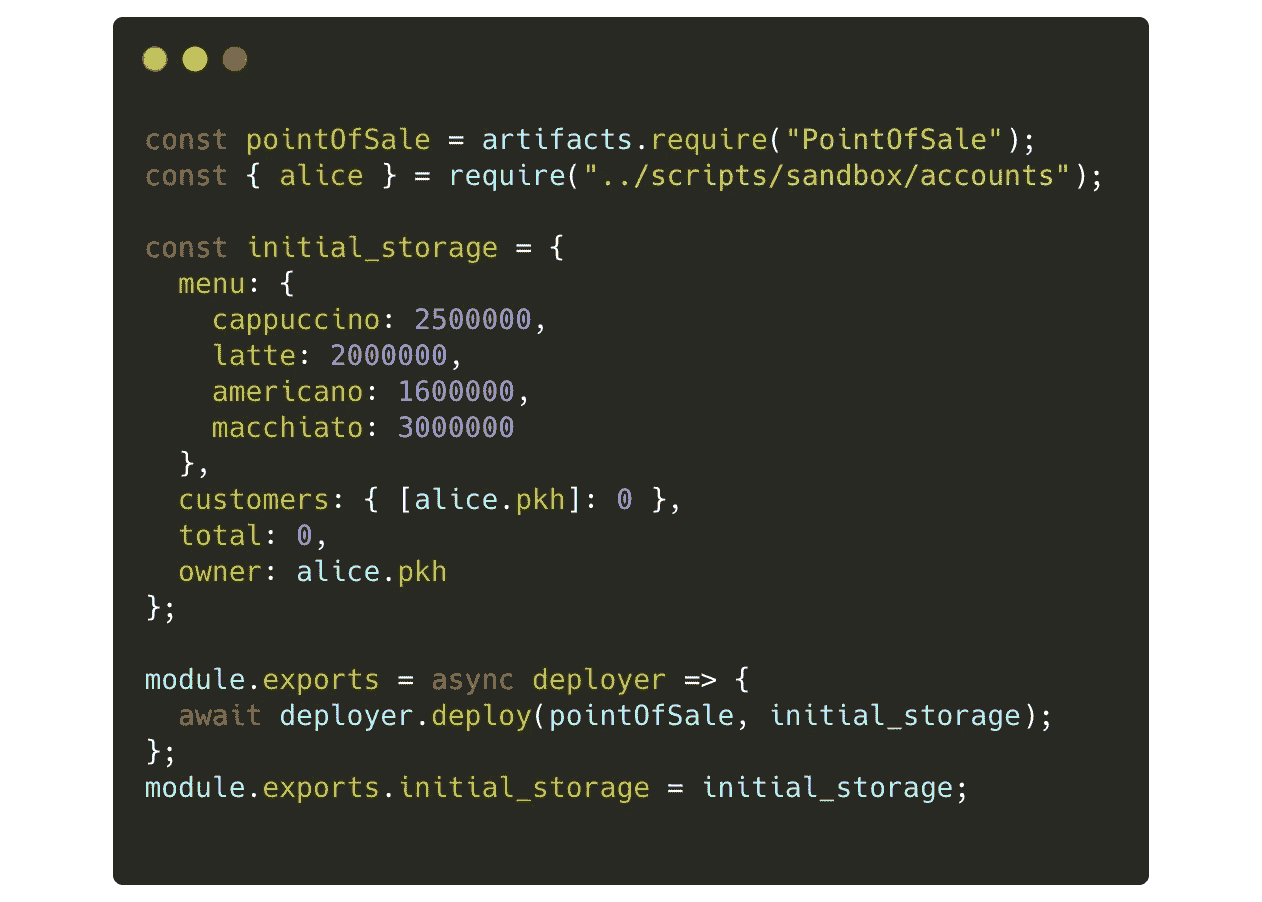 const pointOfSale = artifacts.require("PointOfSale");
const { alice } = require("../scripts/sandbox/accounts");
const initial_storage = {
  menu: {
    cappuccino: 2500000,
    latte: 2000000,
    americano: 1600000,
    macchiato: 3000000
  },
  customers: { [alice.pkh]: 0 },
  total: 0,
  owner: alice.pkh
};
module.exports = async deployer => {
  await deployer.deploy(pointOfSale, initial_storage);
};
module.exports.initial_storage = initial_storage;